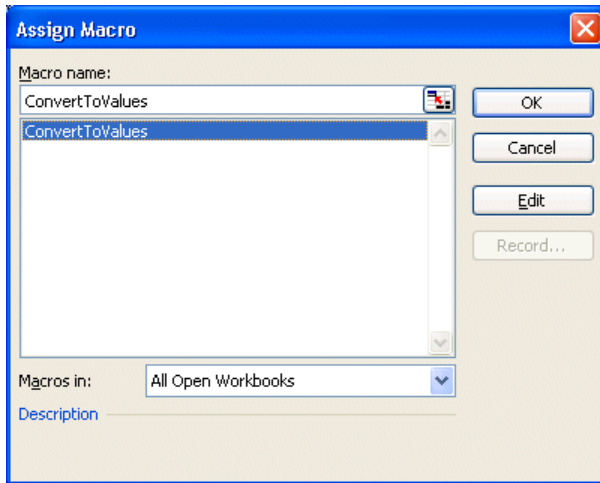 Assign Macro
Macro name:
ConvertToValues
ConvertToValues
OK
Cancel
Edit
Record...
Macros in:
All Open Workbooks
Description